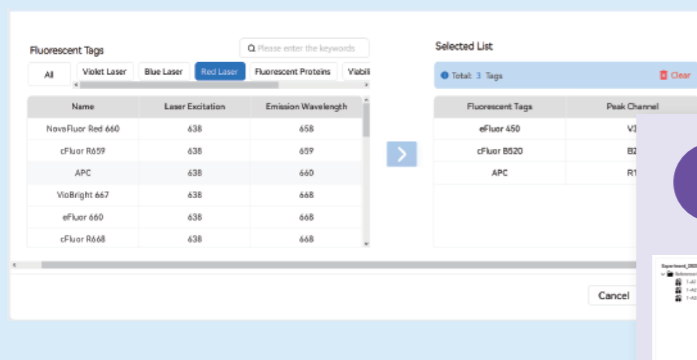 Fluorescent Tags
Please enter the keywords
All Violet Laser Blue Laser Red Laser Fluorescent Proteins Viabili
Name Laser Excitation Emission Wavelength
NovaFluor Red 660 638 658
cFluor R659 638 659
APC 638 660
VioBright 667 638 668
eFluor 660 638 668
cFluor R668 638 668
Selected List
Total: 3 Tags Clear
Fluorescent Tags Peak Channel
eFluor 450
cFluor B520
APC
Cancel